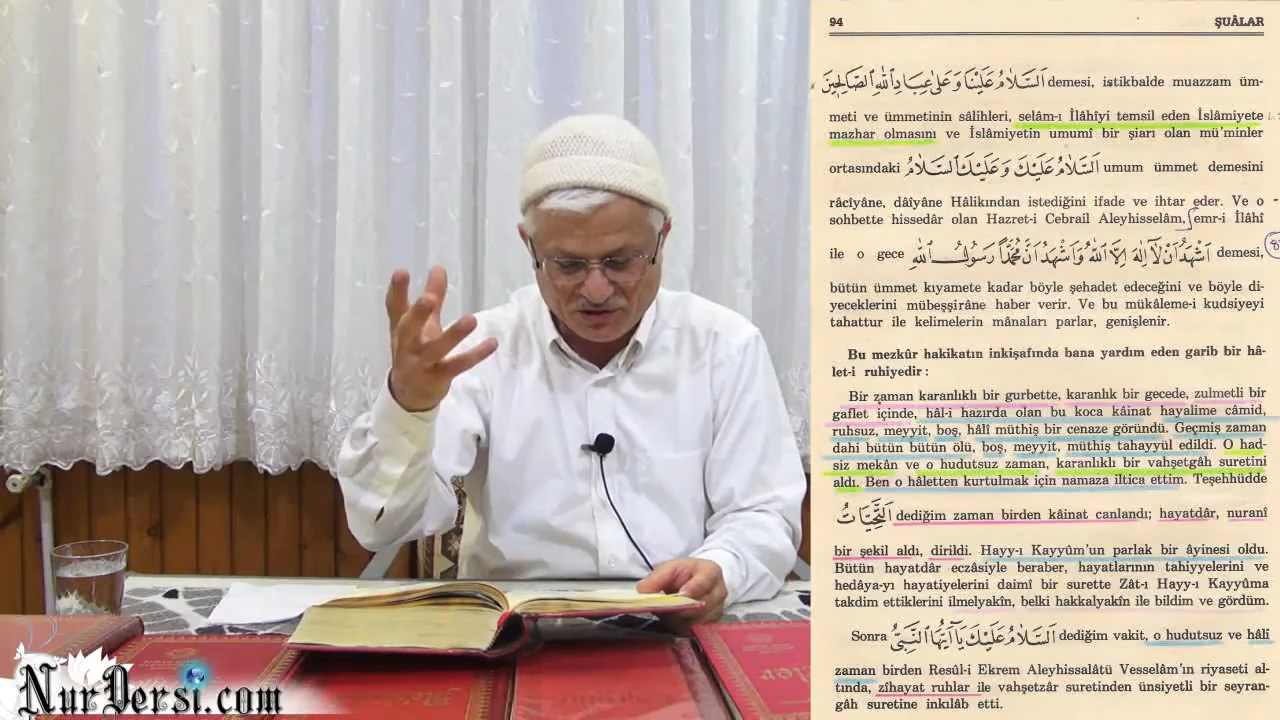 94 ŞUÂLAR
اَلسَّلَامُ عَلَيْنَا وَعَلٰى عِبَادِ اللّٰهِ الصَّالِحِينَ demesi, istikbalde muazzam üm-
meti ve ümmetinin sâlihleri, selâm-ı İlâhîyi temsil eden İslâmiyete
mazhar olmasını ve İslâmiyetin umumî bir şiarı olan mü'minler
ortasındaki اَلسَّلَامُ عَلَيْكَ وَعَلَيْكَ السَّلَامُ umum ümmet demesini
râcîyâne, dâîyâne Hâlikından istediğini ifade ve ihtar eder. Ve o
sohbette hissedâr olan Hazret-i Cebrail Aleyhisselâm, emr-i İlâhî
ile o gece اَشْهَدُ اَنْ لَٓا اِلٰهَ اِلَّا اللّٰهُ وَاَشْهَدُ اَنَّ مُحَمَّدًا رَسُولُ اللّٰهِ demesi,
bütün ümmet kıyamete kadar böyle şehadet edeceğini ve böyle di-
yeceklerini mübeşşirâne haber verir. Ve bu mükâleme-i kudsiyeyi
tahattur ile kelimelerin mânaları parlar, genişlenir.
Bu mezkûr hakikatın inkişafında bana yardım eden garib bir hâ-
let-i ruhiyedir :
Bir zaman karanlıklı bir gurbette, karanlık bir gecede, zulmetli bir
gaflet içinde, hâl-i hazırda olan bu koca kâinat hayalime câmid,
ruhsuz, meyyit, boş, hâlî müthiş bir cenaze göründü. Geçmiş zaman
dahi bütün bütün ölü, boş, meyyit, müthiş tahayyül edildi. O had-
siz mekân ve o hudutsuz zaman, karanlıklı bir vahşetgâh suretini
aldı. Ben o hâletten kurtulmak için namaza iltica ettim. Teşehhüdde
اَلتَّحِيَّاتُ dediğim zaman birden kâinat canlandı; hayatdâr, nuranî
bir şekil aldı, dirildi. Hayy-ı Kayyûm'un parlak bir âyinesi oldu.
Bütün hayatdâr eczâsiyle beraber, hayatlarının tahiyyelerini ve
hedâya-yı hayatiyelerini daimî bir surette Zât-ı Hayy-ı Kayyûma
takdim ettiklerini ilmelyakîn, belki hakkalyakîn ile bildim ve gördüm.
Sonra اَلسَّلَامُ عَلَيْكَ يَٓا اَيُّهَا النَّبِىُّ dediğim vakit, o hudutsuz ve hâlî
zaman birden Resûl-i Ekrem Aleyhissalâtü Vesselâm'ın riyaseti al-
tında, zîhayat ruhlar ile vahşetzâr suretinden ünsiyetli bir seyran-
gâh suretine inkılâb etti.
NurDersi.com